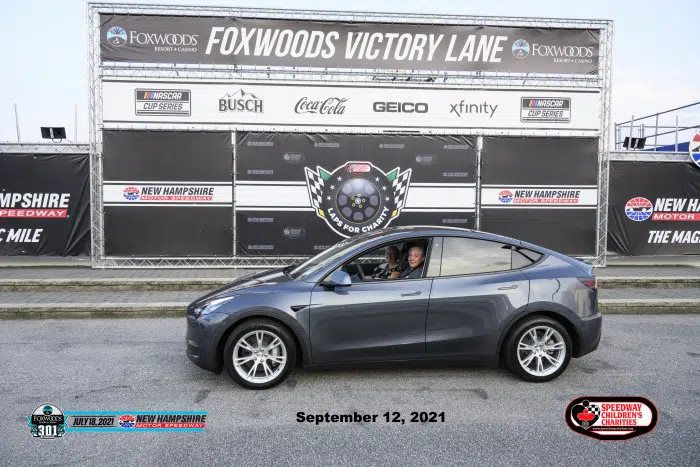 FOXWOODS
RESORT • CASINO
FOXWOODS VICTORY LANE
FOXWOODS
RESORT • CASINO
NASCAR
CUP SERIES
BUSCH
Coca-Cola
GEICO
xfinity
NASCAR
CUP SERIES
NEW HAMPSHIRE
MOTOR SPEEDWAY
LAPS FOR CHARITY
NEW HAMPSHIRE
MOTOR SPEEDWAY
HAMPSHIRE
SPEEDWAY
MILE
NEW HA
MOTOR
THE MAG
FOXWOODS
301
JULY 18, 2021
NEW HAMPSHIRE
MOTOR SPEEDWAY
September 12, 2021
SPEEDWAY
CHILDREN'S
CHARITIES